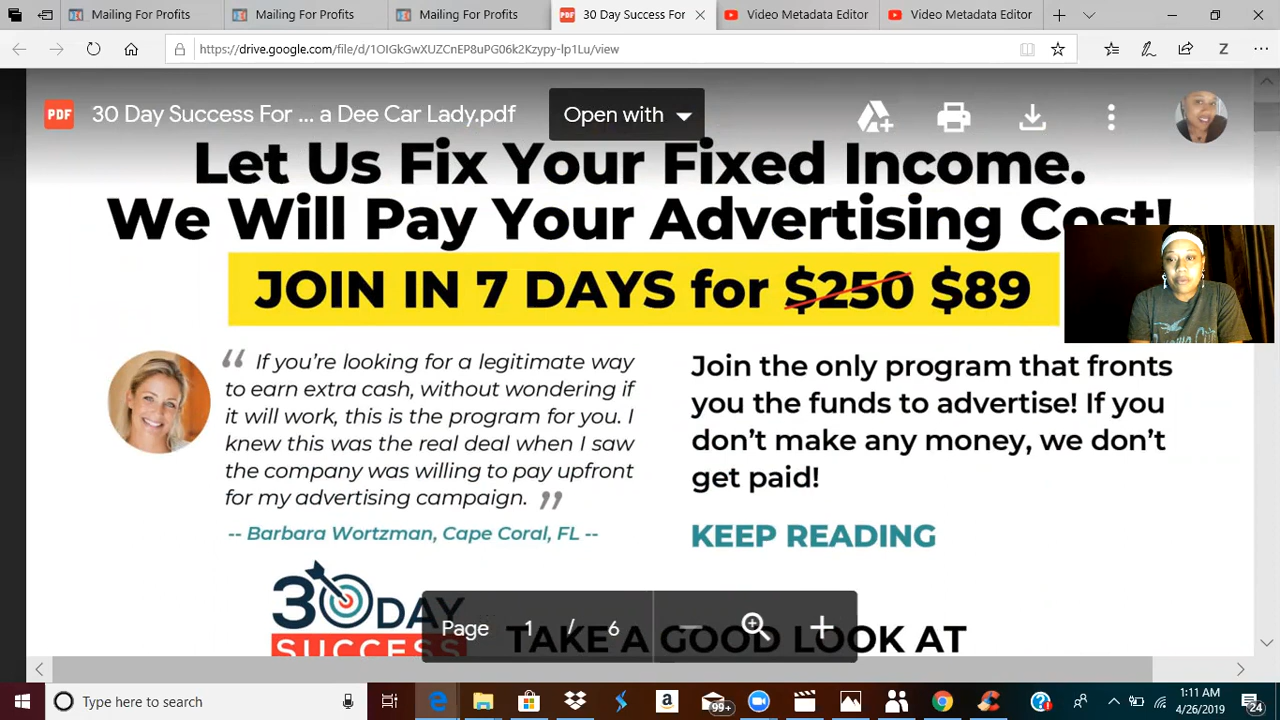 Mailing For Profits
Mailing For Profits
Mailing For Profits
PDF
30 Day Success For
Video Metadata Editor
Video Metadata Editor
https://drive.google.com/file/d/1OIGkGwXUZCnEP8uPG06k2Kzypy-lp1Lu/view
PDF
30 Day Success For ... a Dee Car Lady.pdf
Open with
Let Us Fix Your Fixed Income.
We Will Pay Your Advertising Cost!
JOIN IN 7 DAYS for $250 $89
“ If you’re looking for a legitimate way
to earn extra cash, without wondering if
it will work, this is the program for you. I
knew this was the real deal when I saw
the company was willing to pay upfront
for my advertising campaign. ”
-- Barbara Wortzman, Cape Coral, FL --
Join the only program that fronts
you the funds to advertise! If you
don’t make any money, we don’t
get paid!
KEEP READING
30 DAY
SUCCESS
TAKE A GOOD LOOK AT
Page 1 / 6
Type here to search
99+
1:11 AM
4/26/2019
24